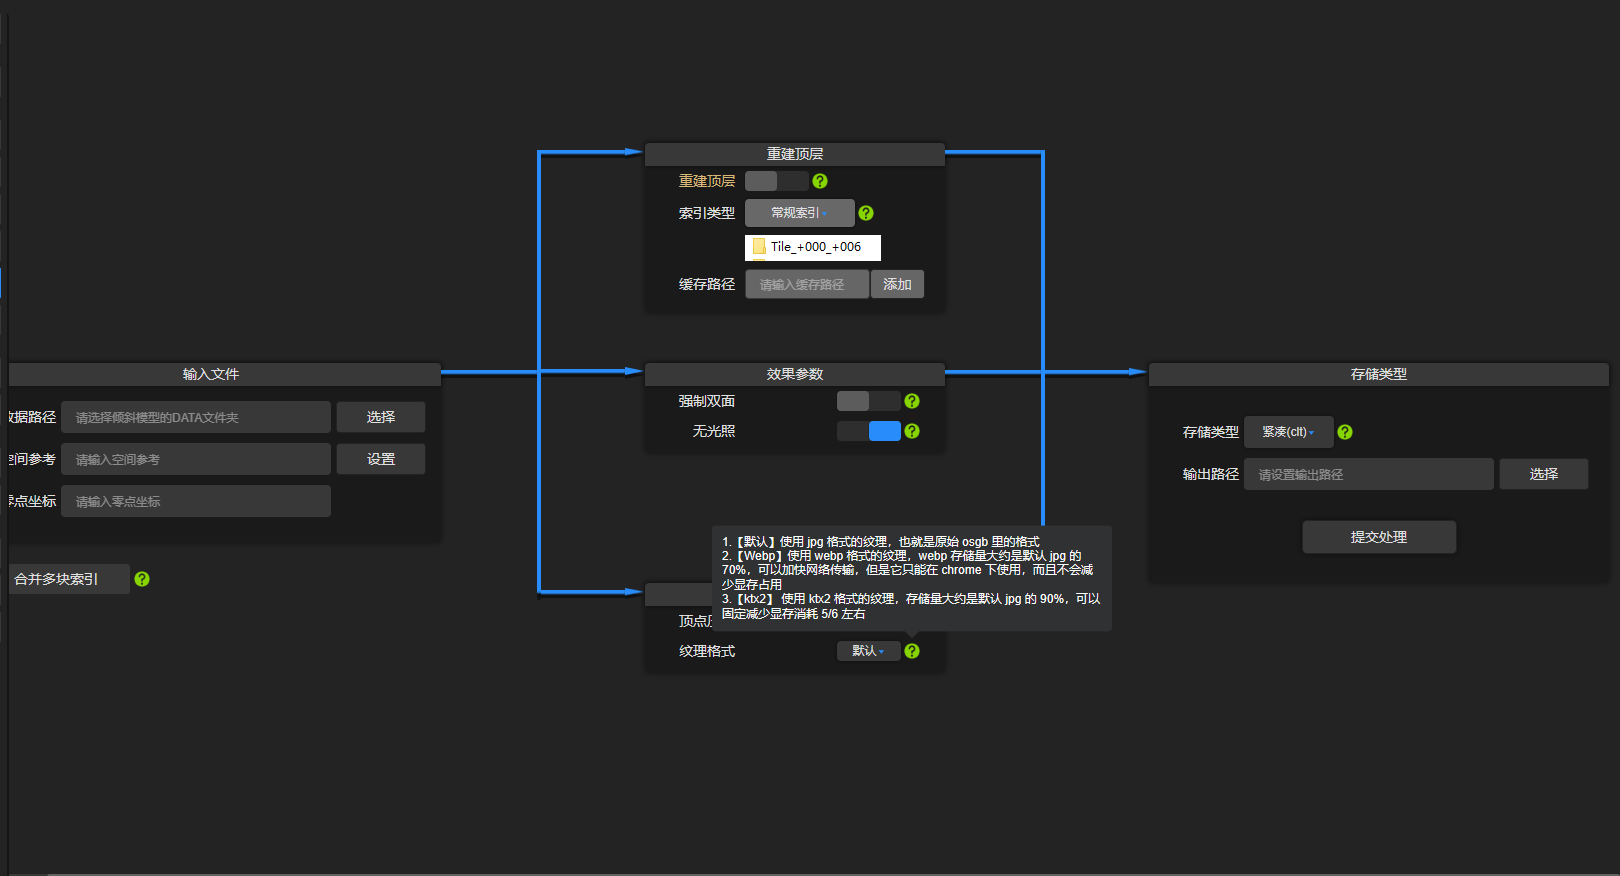 重建顶层
重建顶层
索引类型 常规索引
Tile_+000_+006
缓存路径 请输入缓存路径 添加
输入文件
数据路径 请选择倾斜模型的DATA文件夹 选择
空间参考 请输入空间参考 设置
零点坐标 请输入零点坐标
合并多块索引
效果参数
强制双面
无光照
1.【默认】使用 jpg 格式的纹理，也就是原始 osgb 里的格式
2.【Webp】使用 webp 格式的纹理，webp 存储量大约是默认 jpg 的
70%，可以加快网络传输，但是它只能在 chrome 下使用，而且不会减
少显存占用
3.【ktx2】 使用 ktx2 格式的纹理，存储量大约是默认 jpg 的 90%，可以
固定减少显存消耗 5/6 左右
顶点
纹理格式 默认
存储类型
存储类型 紧凑(clt)
输出路径 请设置输出路径 选择
提交处理